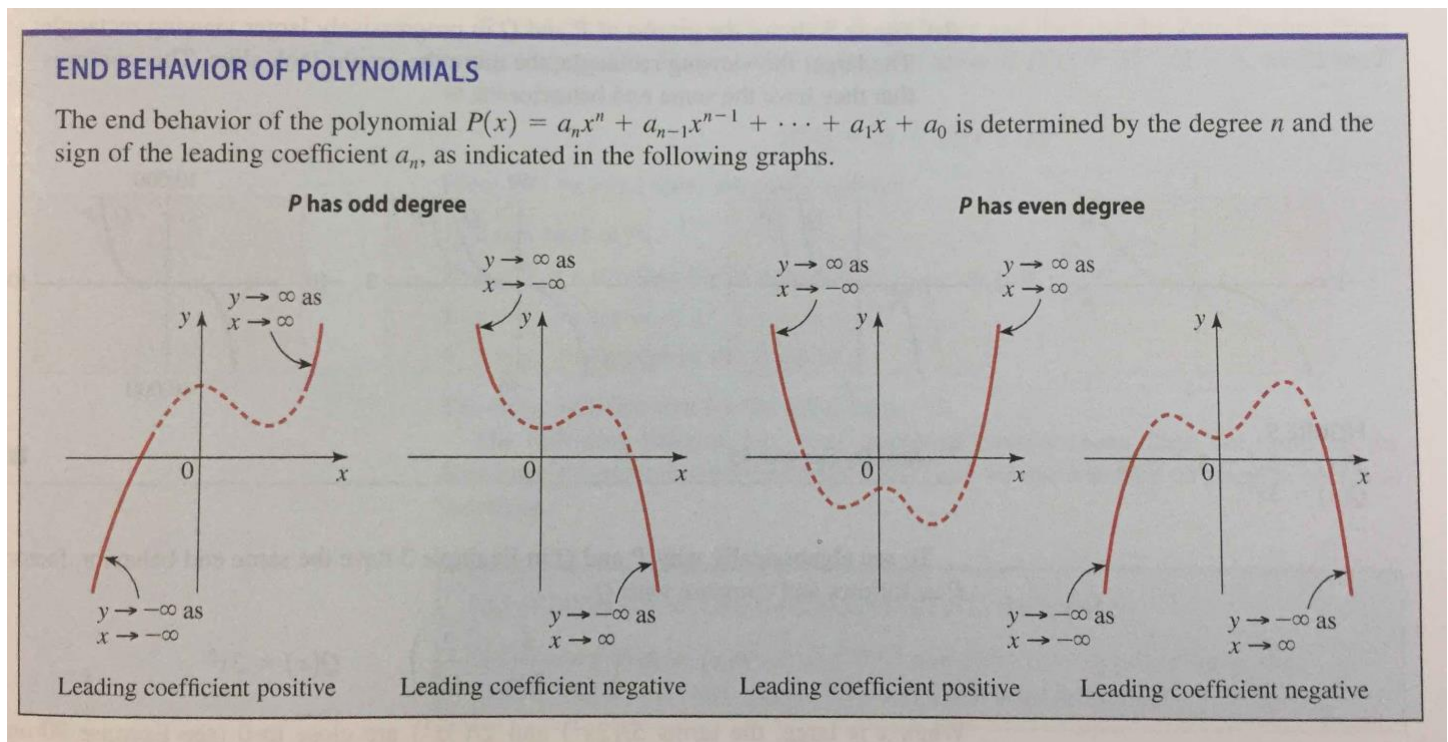 END BEHAVIOR OF POLYNOMIALS
The end behavior of the polynomial P(x) = aₙxⁿ + aₙ₋₁xⁿ⁻¹ + ··· + a₁x + a₀ is determined by the degree n and the
sign of the leading coefficient aₙ, as indicated in the following graphs.
P has odd degree
P has even degree
y → ∞ as
x → ∞
y
0
x
y → −∞ as
x → −∞
Leading coefficient positive
y → ∞ as
x → −∞
y
0
x
y → −∞ as
x → ∞
Leading coefficient negative
y → ∞ as
x → −∞
y → ∞ as
x → ∞
y
0
x
Leading coefficient positive
y
0
x
y → −∞ as
x → −∞
y → −∞ as
x → ∞
Leading coefficient negative